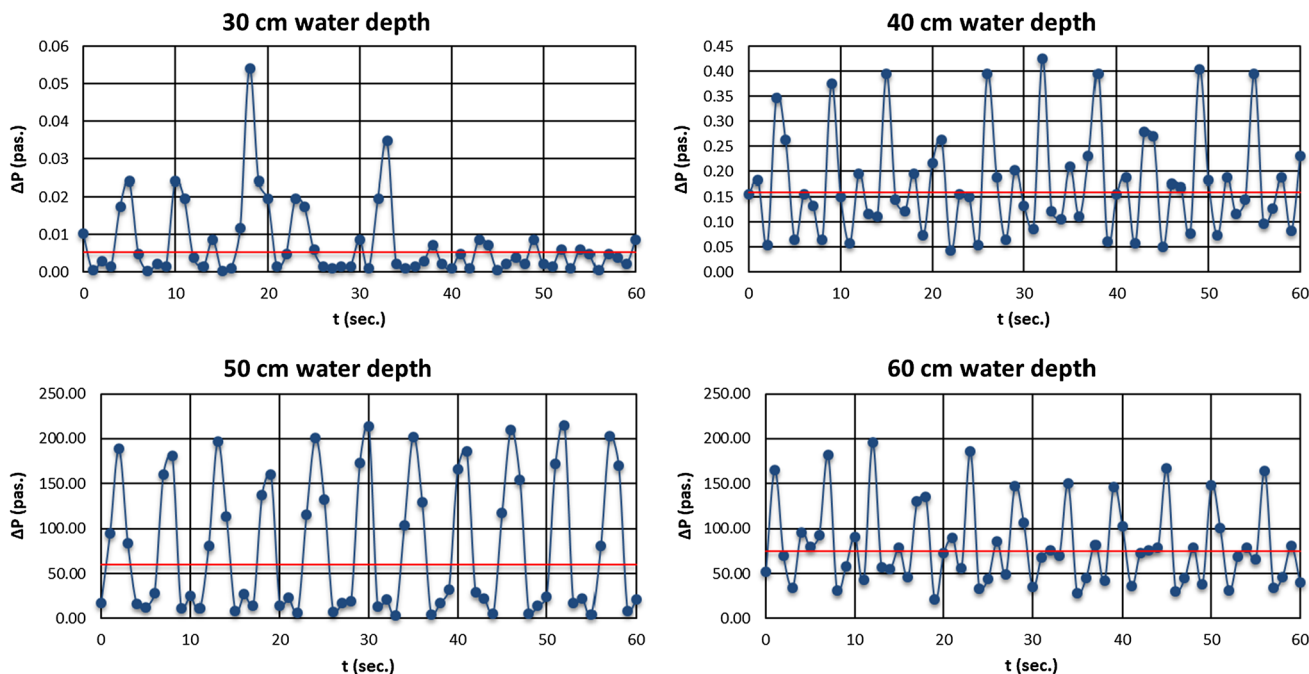 30 cm water depth
0.06
0.05
0.04
0.03
0.02
0.01
0.00
ΔP (pas.)
0 10 20 30 40 50 60
t (sec.)
40 cm water depth
0.45
0.40
0.35
0.30
0.25
0.20
0.15
0.10
0.05
0.00
ΔP (pas.)
0 10 20 30 40 50 60
t (sec.)
50 cm water depth
250.00
200.00
150.00
100.00
50.00
0.00
ΔP (pas.)
0 10 20 30 40 50 60
t (sec.)
60 cm water depth
250.00
200.00
150.00
100.00
50.00
0.00
ΔP (pas.)
0 10 20 30 40 50 60
t (sec.)